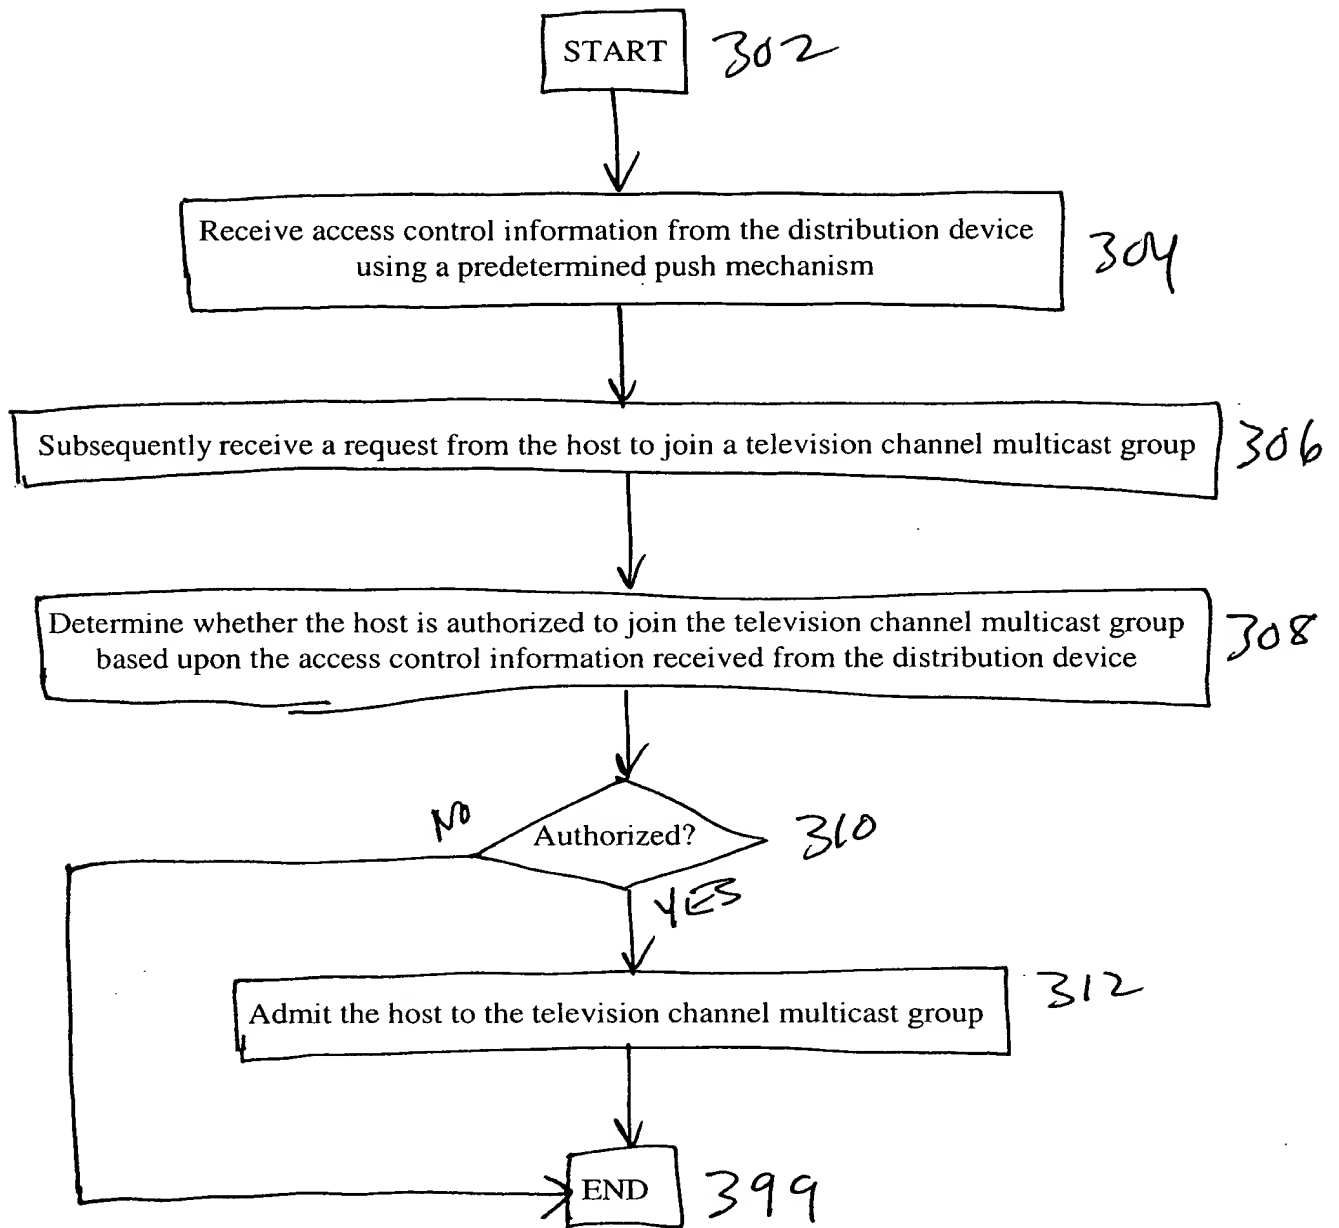 START 302
Receive access control information from the distribution device
using a predetermined push mechanism
304
Subsequently receive a request from the host to join a television channel multicast group
306
Determine whether the host is authorized to join the television channel multicast group
based upon the access control information received from the distribution device
308
NO
Authorized?
310
YES
Admit the host to the television channel multicast group
312
END 399